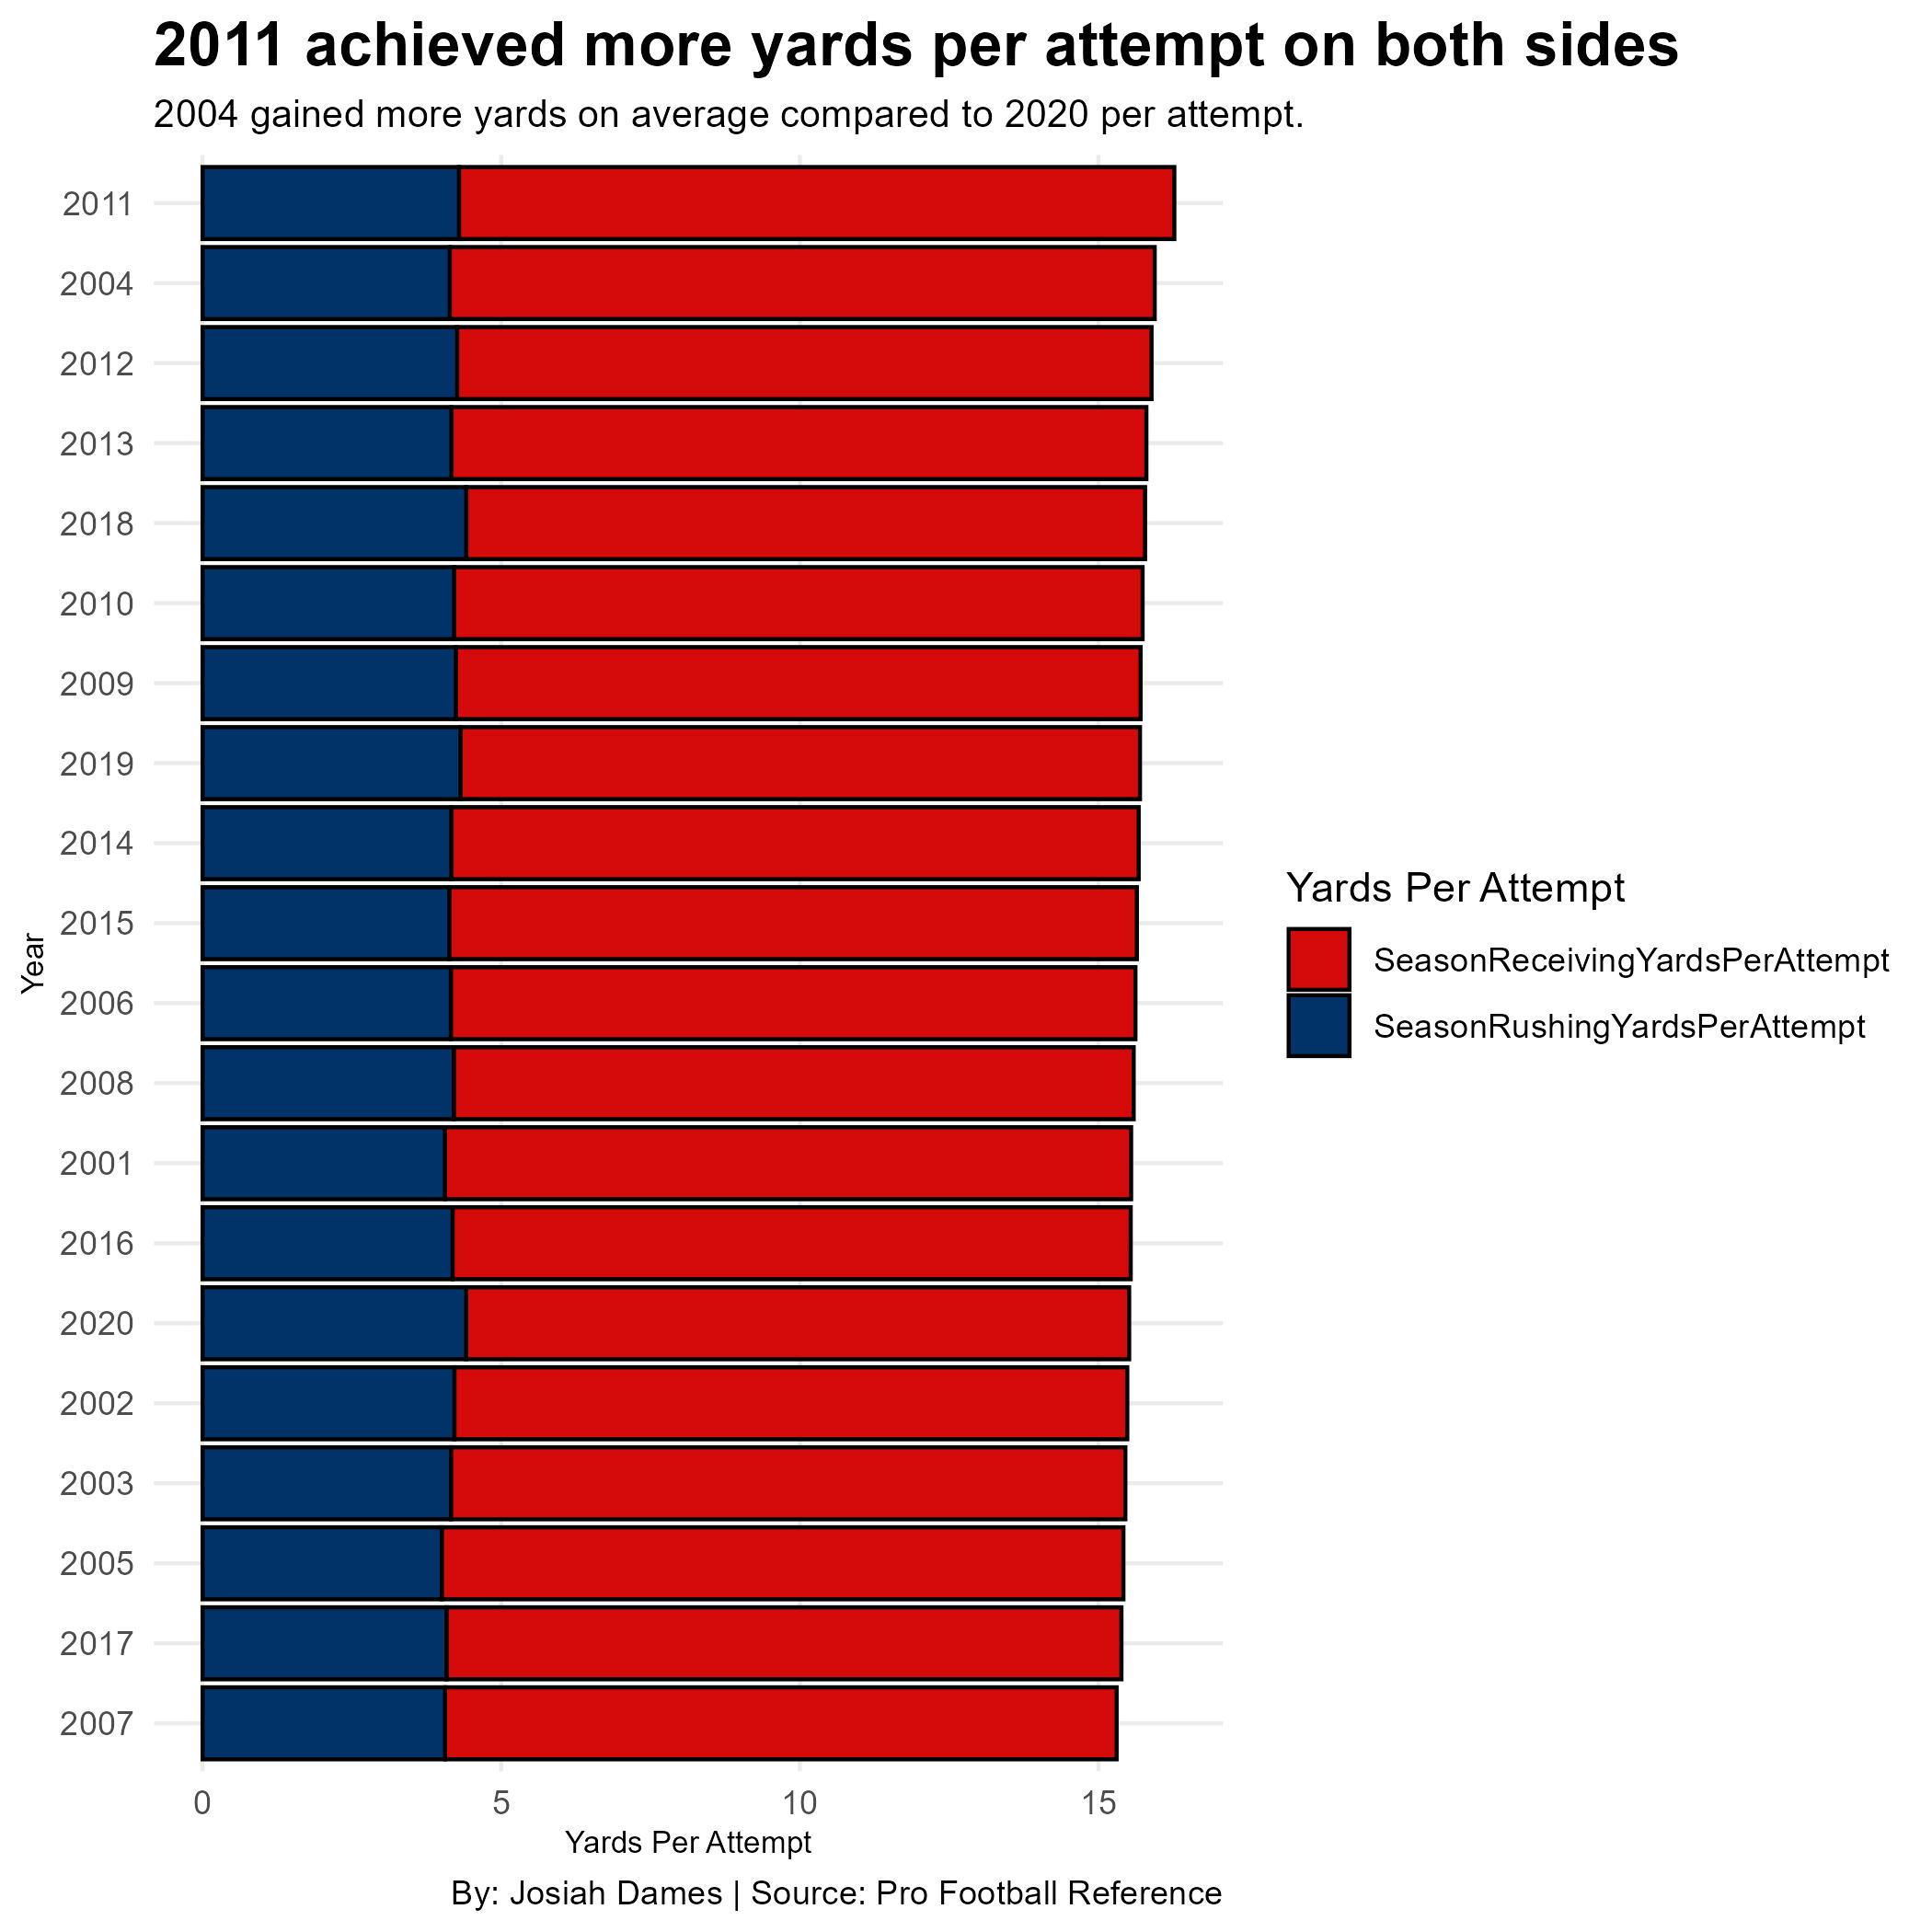 2011 achieved more yards per attempt on both sides
2004 gained more yards on average compared to 2020 per attempt.
2011
2004
2012
2013
2018
2010
2009
2019
2014
2015
2006
2008
2001
2016
2020
2002
2003
2005
2017
2007
Year
0 5 10 15
Yards Per Attempt
Yards Per Attempt
SeasonReceivingYardsPerAttempt
SeasonRushingYardsPerAttempt
By: Josiah Dames | Source: Pro Football Reference